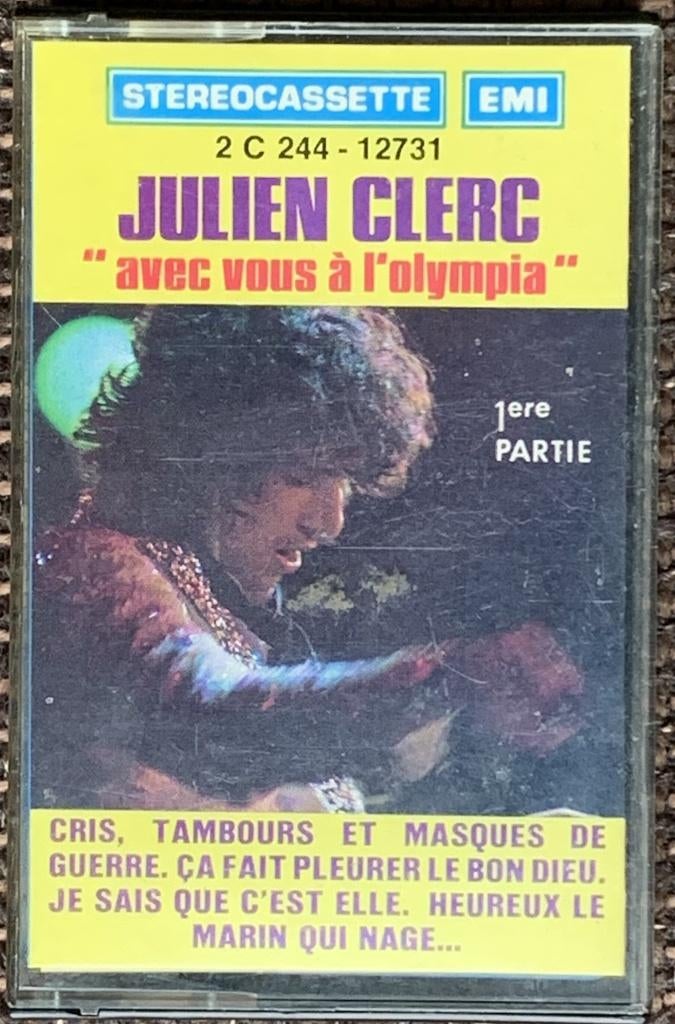 STEREOCASSETTE EMI
2 C 244 - 12731
JULIEN CLERC
"avec vous à l'olympia"
1ere
PARTIE
CRIS, TAMBOURS ET MASQUES DE
GUERRE. ÇA FAIT PLEURER LE BON DIEU.
JE SAIS QUE C'EST ELLE. HEUREUX LE
MARIN QUI NAGE...